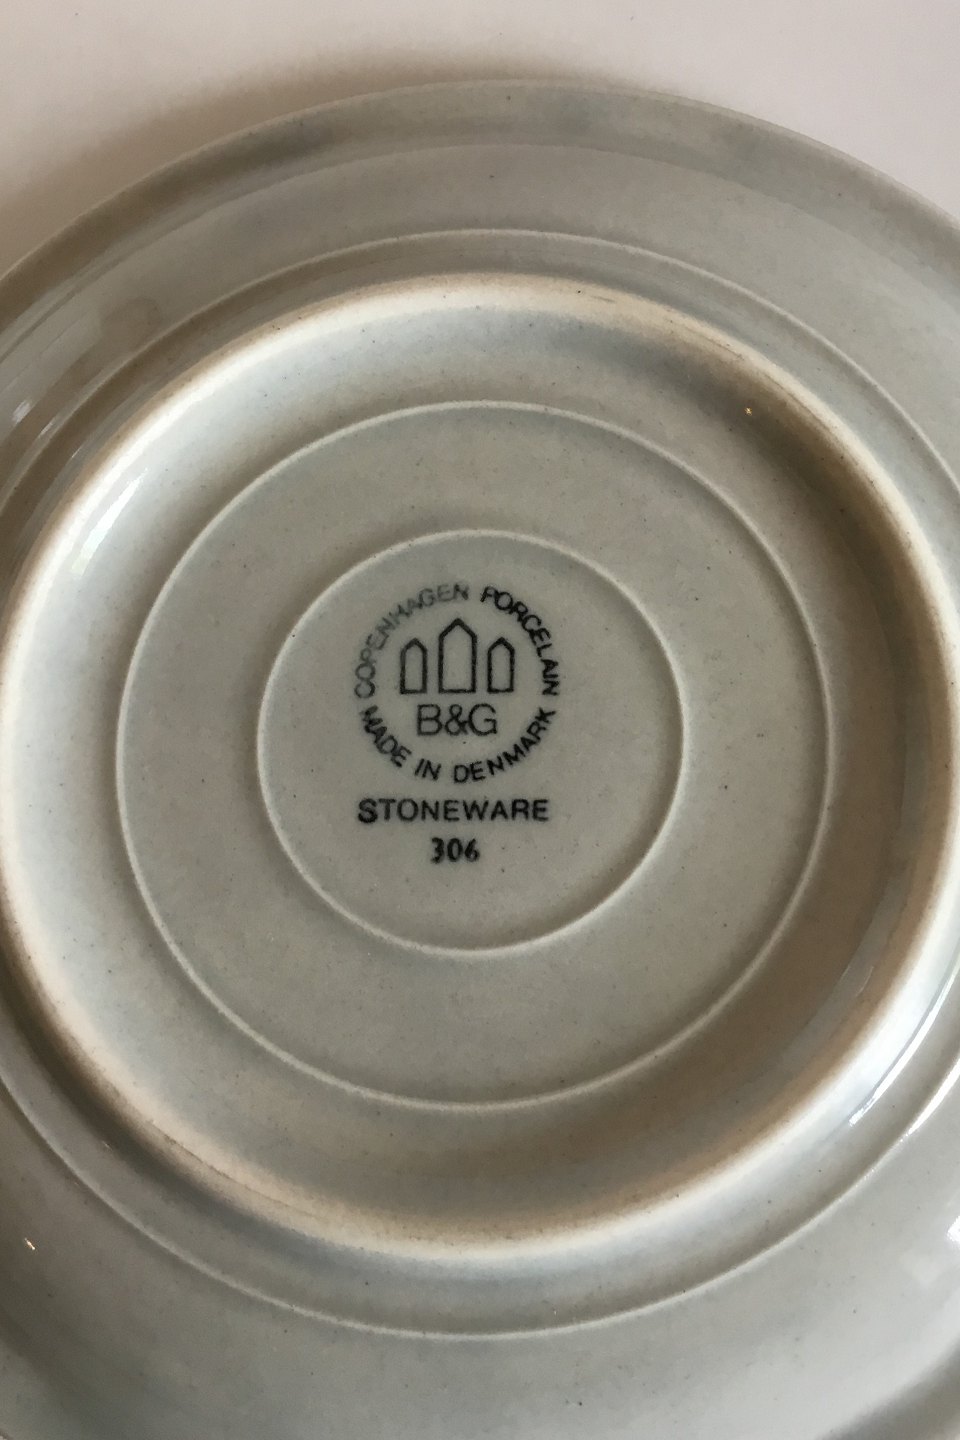 COPENHAGEN PORCELAIN
B&G
MADE IN DENMARK
STONEWARE
306